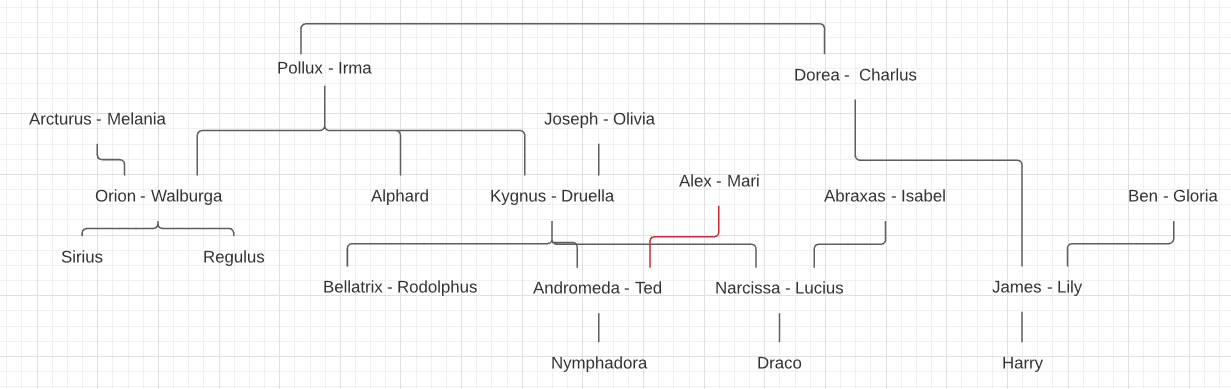 Pollux - Irma
Dorea - Charlus
Arcturus - Melania
Joseph - Olivia
Alex - Mari
Orion - Walburga
Alphard
Kygnus - Druella
Abraxas - Isabel
Ben - Gloria
Sirius
Regulus
Bellatrix - Rodolphus
Andromeda - Ted
Narcissa - Lucius
James - Lily
Nymphadora
Draco
Harry